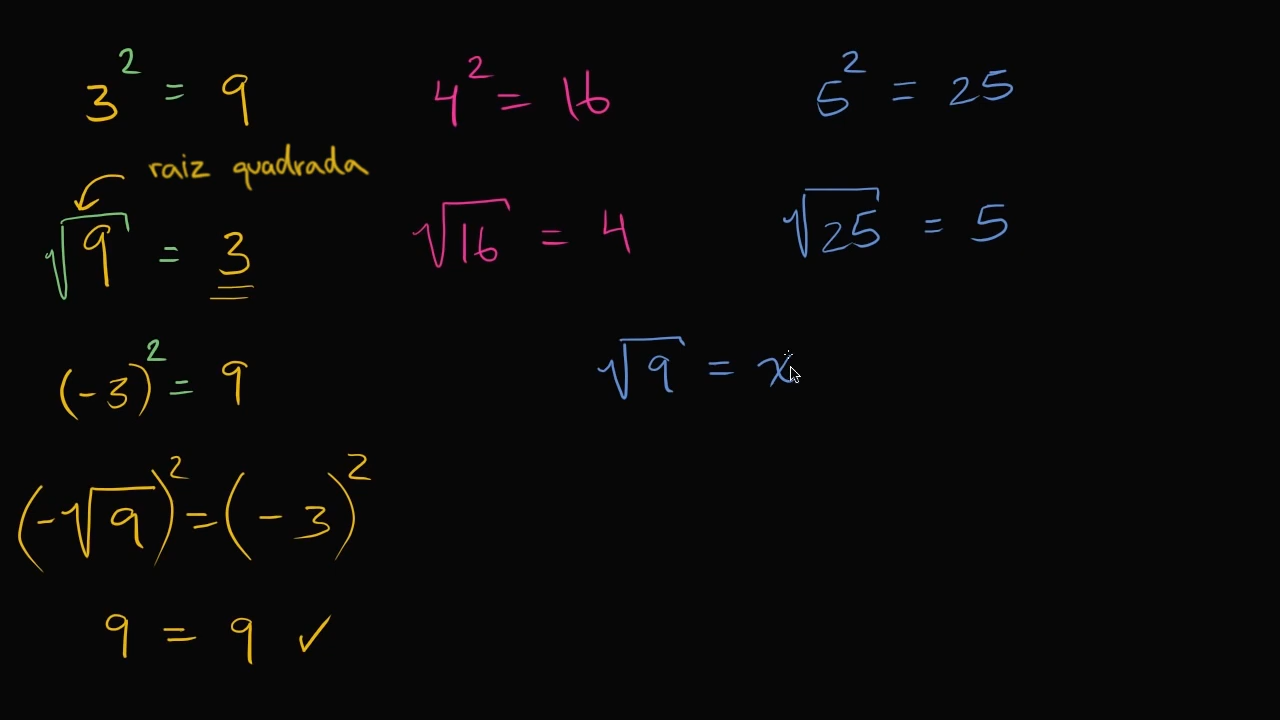 3² = 9
raiz quadrada
√9 = 3
(-3)² = 9
(-√9)² = (-3)²
9 = 9 ✓
4² = 16
√16 = 4
5² = 25
√25 = 5
√9 = x